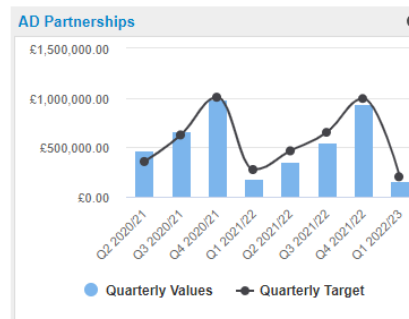 AD Partnerships
£1,500,000.00
£1,000,000.00
£500,000.00
£0.00
Q2 2020/21
Q3 2020/21
Q4 2020/21
Q1 2021/22
Q2 2021/22
Q3 2021/22
Q4 2021/22
Q1 2022/23
Quarterly Values
Quarterly Target